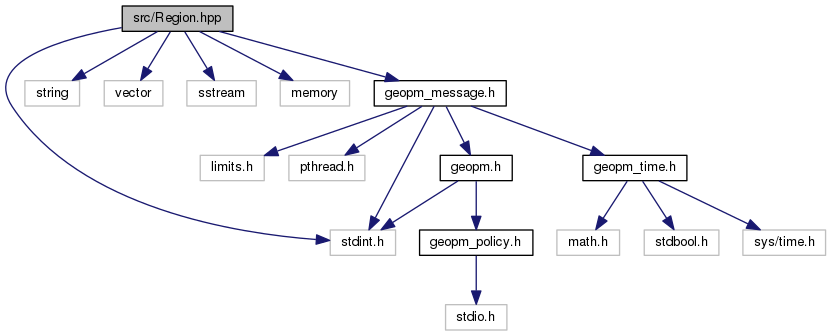 src/Region.hpp
string
vector
sstream
memory
geopm_message.h
limits.h
pthread.h
geopm.h
geopm_time.h
stdint.h
geopm_policy.h
math.h
stdbool.h
sys/time.h
stdio.h